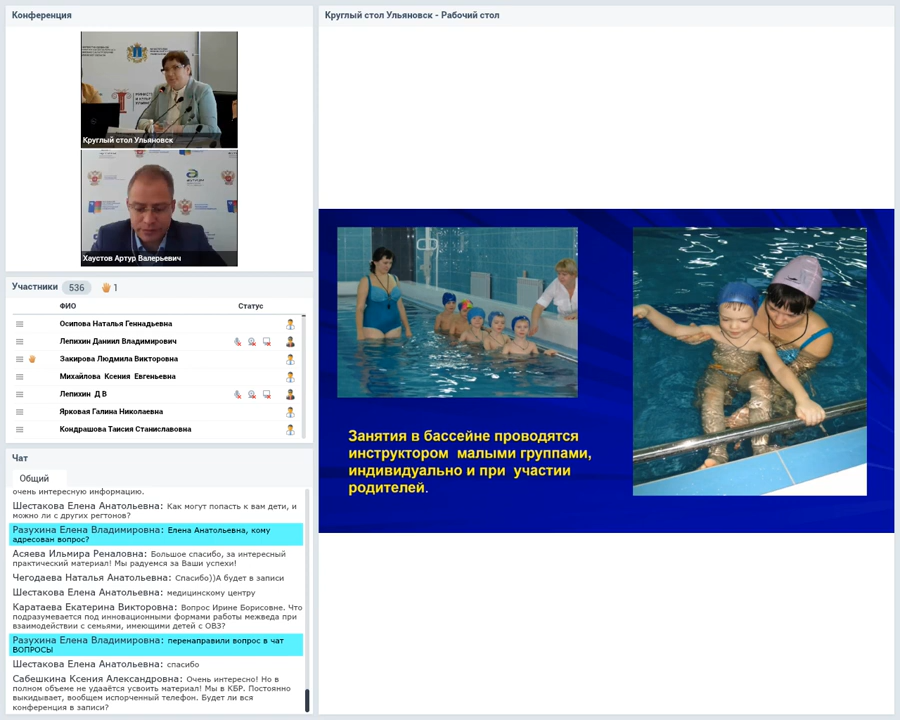 Конференция
Круглый стол Ульяновск
Хаустов Артур Валерьевич
Участники 536 1
ФИО Статус
Осипова Наталья Геннадьевна
Лепихин Даниил Владимирович
Закирова Людмила Викторовна
Михайлова Ксения Евгеньевна
Лепихин Д В
Ярковая Галина Николаевна
Кондрашова Таисия Станиславовна
Чат
Общий
очень интересную информацию.
Шестакова Елена Анатольевна: Как могут попасть к вам дети, и
можно ли с других регтонов?
Разухина Елена Владимировна: Елена Анатольевна, кому
адресован вопрос?
Асяева Ильмира Реналовна: Большое спасибо, за интересный
практический материал! Мы радуемся за Ваши успехи!
Чегодаева Наталья Анатольевна: Спасибо))А будет в записи
Шестакова Елена Анатольевна: медицинскому центру
Каратаева Екатерина Викторовна: Вопрос Ирине Борисовне. Что
подразумевается под инновационными формами работы межведа при
взаимодействии с семьями, имеющими детей с ОВЗ?
Разухина Елена Владимировна: перенаправили вопрос в чат
ВОПРОСЫ
Шестакова Елена Анатольевна: спасибо
Сабешкина Ксения Александровна: Очень интересно! Но в
полном объеме не удааётся усвоить материал! Мы в КБР. Постоянно
выкидывает, вообщем испорченный телефон. Будет ли вся
конференция в записи?
Круглый стол Ульяновск - Рабочий стол
Занятия в бассейне проводятся
инструктором малыми группами,
индивидуально и при участии
родителей.